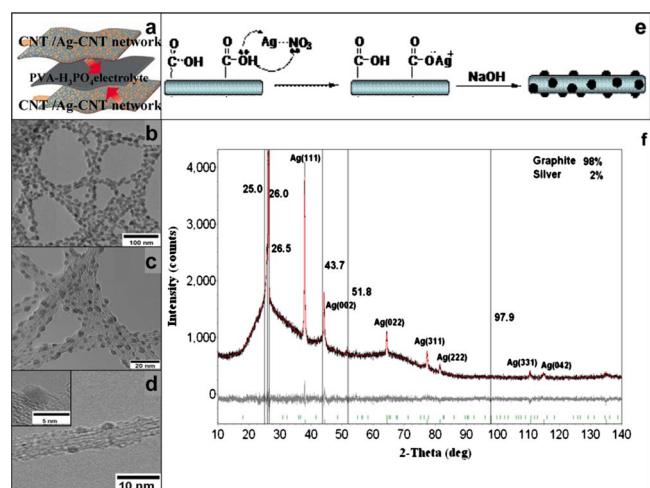 a
CNT /Ag-CNT network
PVA-H3PO4electrolyte
CNT /Ag-CNT network
e
O
C-OH
O
C-OH
Ag
NO3
O
C-OH
O
C-O Ag+
NaOH
b
100 nm
c
20 nm
d
5 nm
10 nm
f
Graphite 98%
Silver 2%
Intensity (counts)
4,000
3,000
2,000
1,000
0
25.0
26.0
26.5
Ag(111)
43.7
Ag(002)
51.8
Ag(022)
Ag(311)
Ag(222)
97.9
Ag(331)
Ag(042)
10 20 30 40 50 60 70 80 90 100 110 120 130 140
2-Theta (deg)